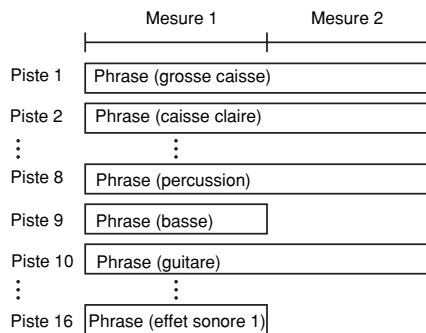 Mesure 1 Mesure 2
Piste 1 Phrase (grosse caisse)
Piste 2 Phrase (caisse claire)
Piste 8 Phrase (percussion)
Piste 9 Phrase (basse)
Piste 10 Phrase (guitare)
Piste 16 Phrase (effet sonore 1)